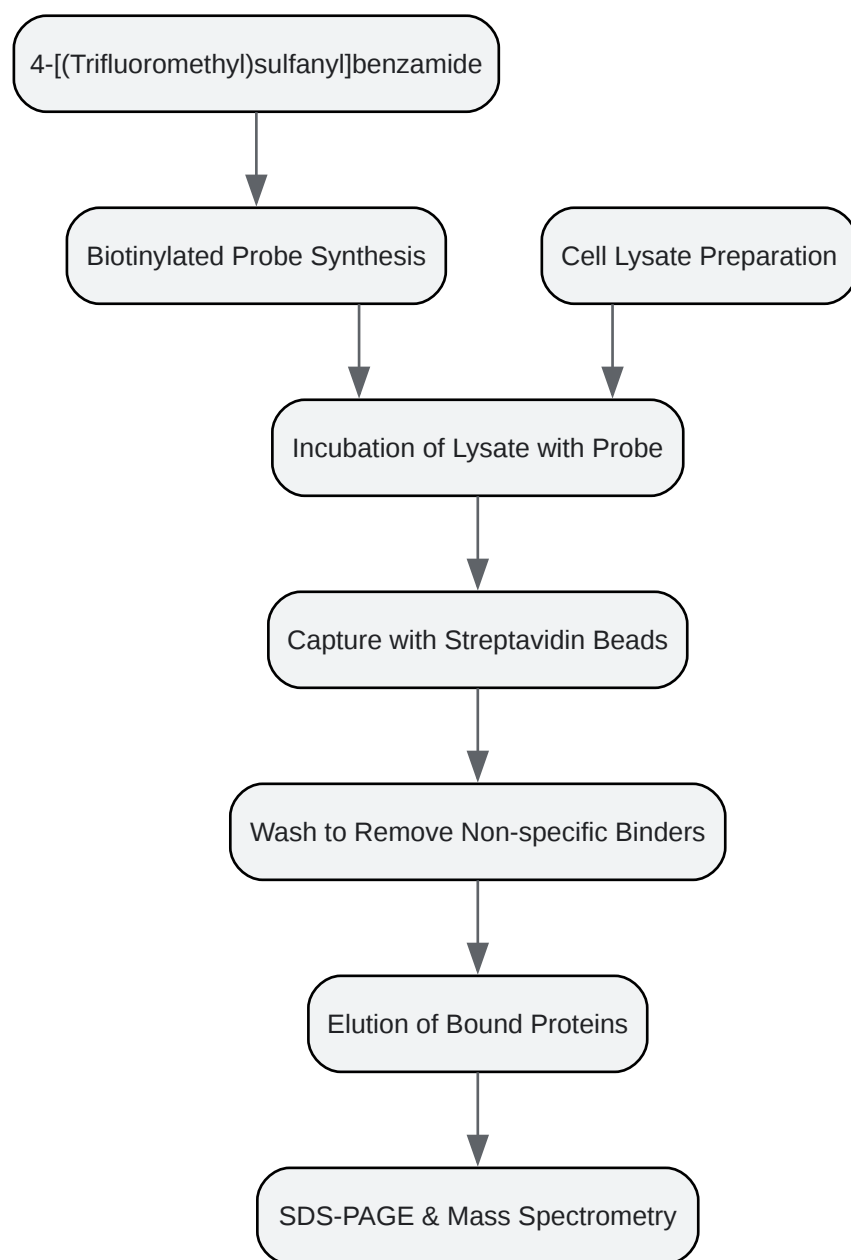 4-[(Trifluoromethyl)sulfanyl]benzamide
Biotinylated Probe Synthesis
Cell Lysate Preparation
Incubation of Lysate with Probe
Capture with Streptavidin Beads
Wash to Remove Non-specific Binders
Elution of Bound Proteins
SDS-PAGE & Mass Spectrometry